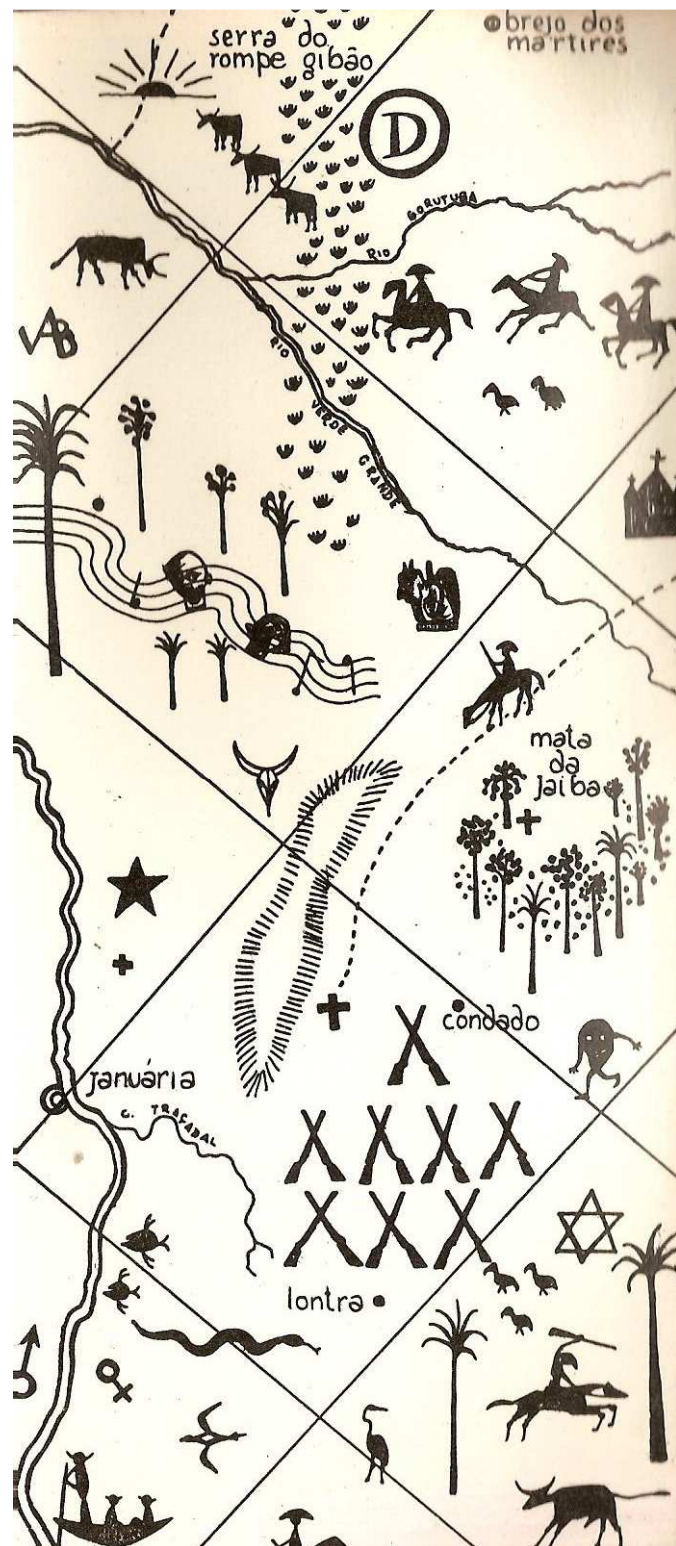 brejo dos
martires
serra do
rompe gibão
D
GORUTUBA
RIO
VAB
RIO
VERDE
GRANDE
mata
da
jaiba
condado
januária
C. TRAÇADAL
lontra